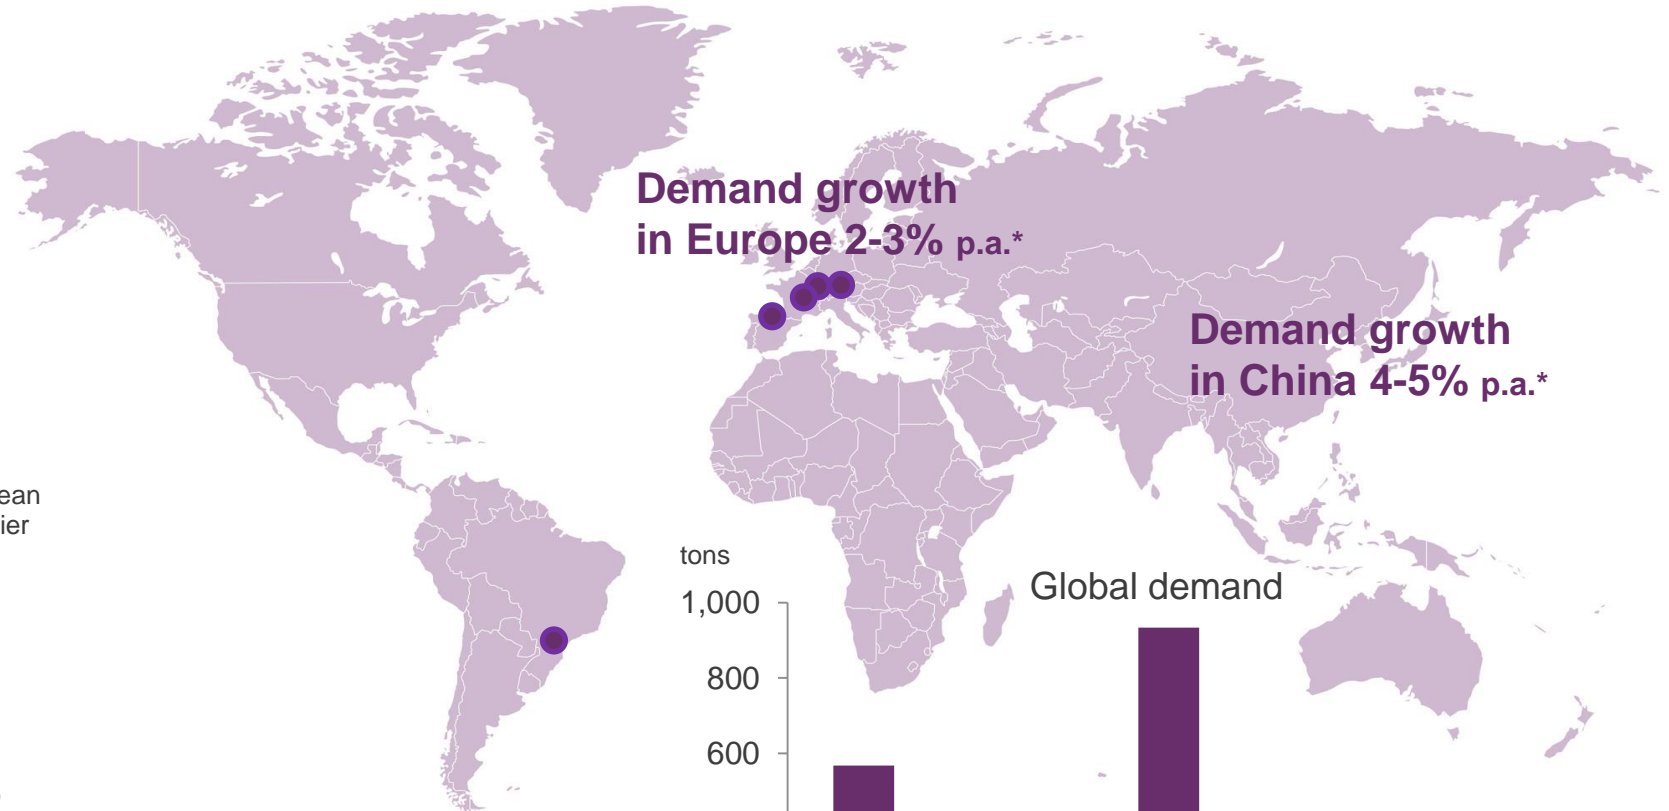 Demand growth
in Europe 2-3% p.a.*
Demand growth
in China 4-5% p.a.*
ean
ier
tons
Global demand
1,000
800
600